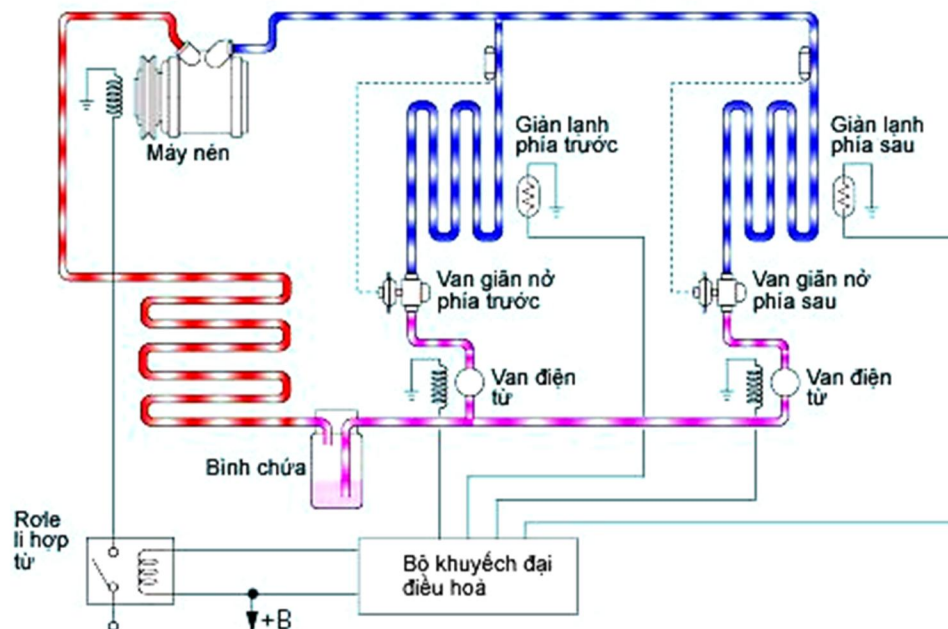 Máy nén
Giàn lạnh
phía trước
Giàn lạnh
phía sau
Van giãn nở
phía trước
Van giãn nở
phía sau
Van điện
từ
Van điện
từ
Bình chứa
Rơle
li hợp
từ
Bộ khuyếch đại
điều hoà
+B